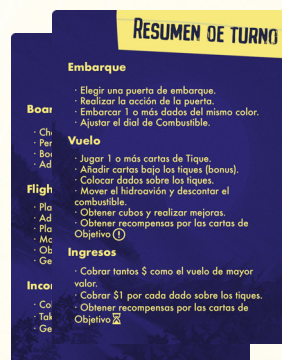 RESUMEN DE TURNO
Embarque
· Elegir una puerta de embarque.
· Realizar la acción de la puerta.
· Embarcar 1 o más dados del mismo color.
· Ajustar el dial de Combustible.
Vuelo
· Jugar 1 o más cartas de Tique.
· Añadir cartas bajo los tiques (bonus).
· Colocar dados sobre los tiques.
· Mover el hidroavión y descontar el
combustible.
· Obtener cubos y realizar mejoras.
· Obtener recompensas por las cartas de
Objetivo
Ingresos
· Cobrar tantos $ como el vuelo de mayor
valor.
· Cobrar $1 por cada dado sobre los tiques.
· Obtener recompensas por las cartas de
Objetivo